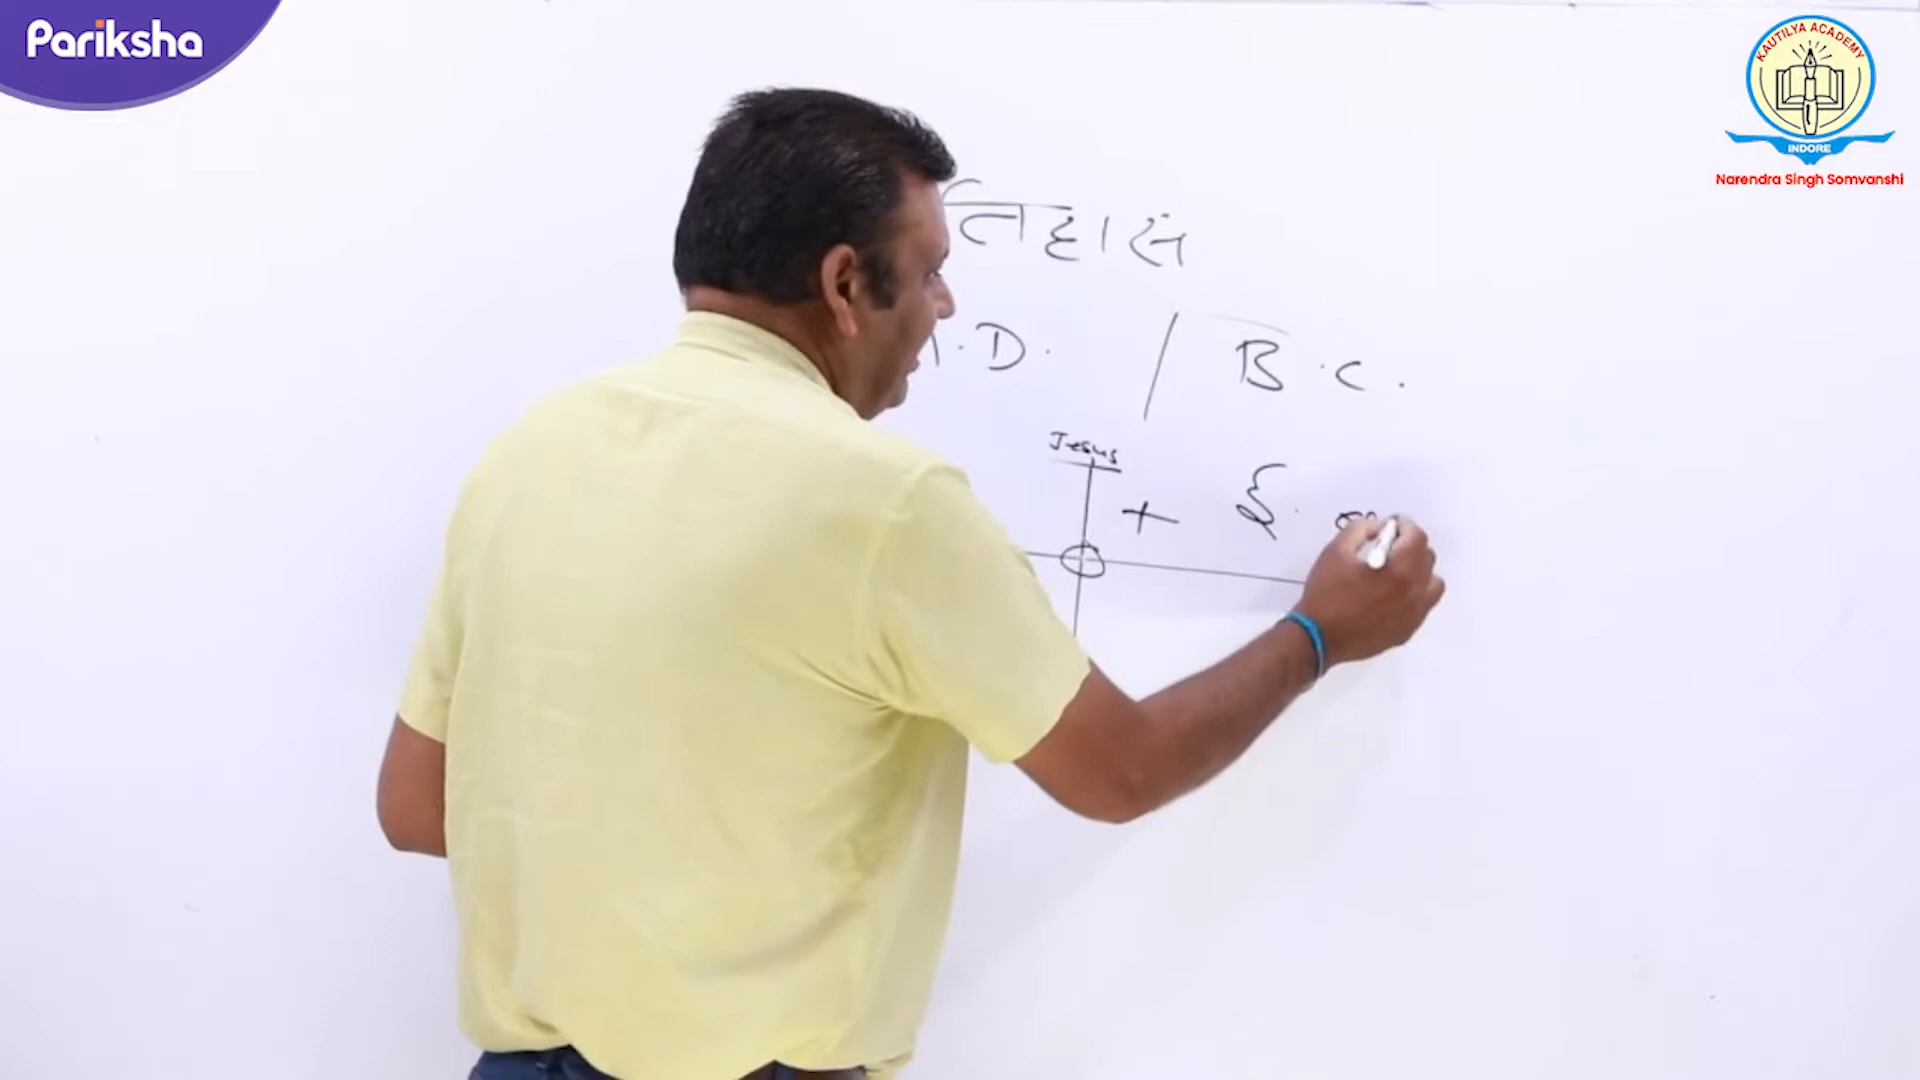 Pariksha
KAUTILYA ACADEMY
INDORE
Narendra Singh Somvanshi
तिहास
.D. / B.C.
Jesus
+ ई.